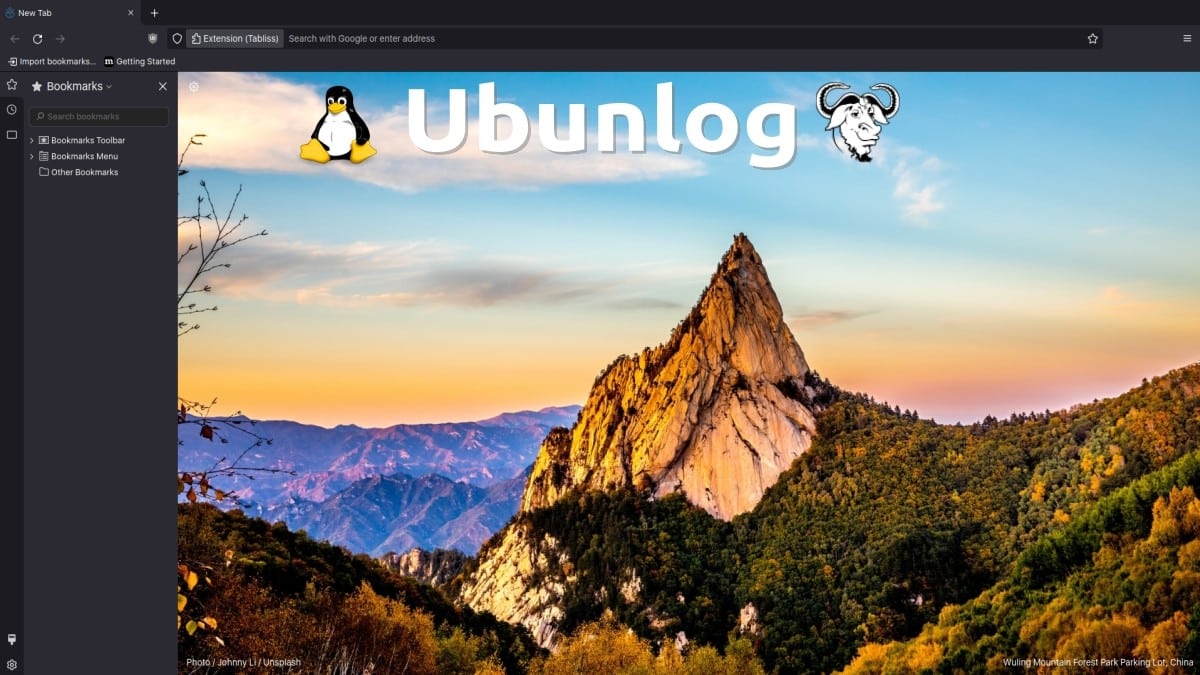 New Tab
Extension (Tabliss) Search with Google or enter address
Import bookmarks... Getting Started
Bookmarks
Search bookmarks
Bookmarks Toolbar
Bookmarks Menu
Other Bookmarks
Ubunlog
Photo / Johnny Li / Unsplash
Wuling Mountain Forest Park Parking Lot, China